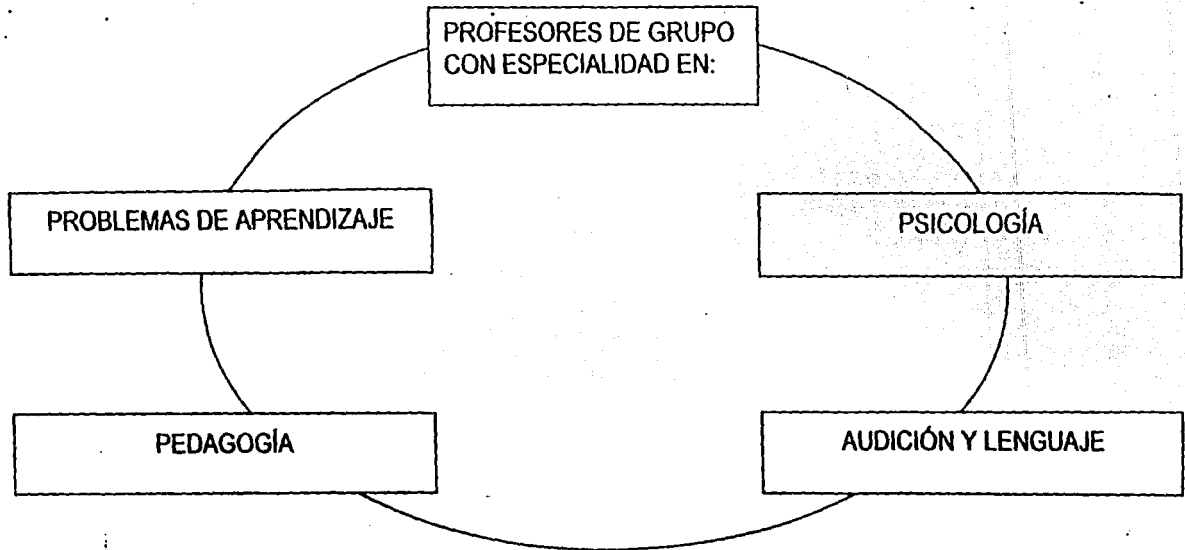 PROFESORES DE GRUPO
CON ESPECIALIDAD EN:
PROBLEMAS DE APRENDIZAJE
PSICOLOGÍA
PEDAGOGÍA
AUDICIÓN Y LENGUAJE